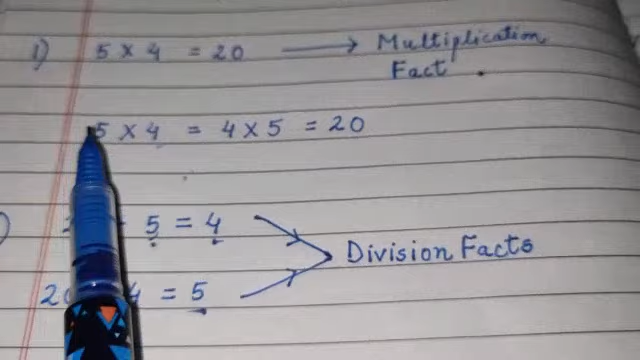 1) 5 × 4 = 20 → Multiplication
Fact
5 × 4 = 4 × 5 = 20
5 = 4
Division Facts
20 4 = 5